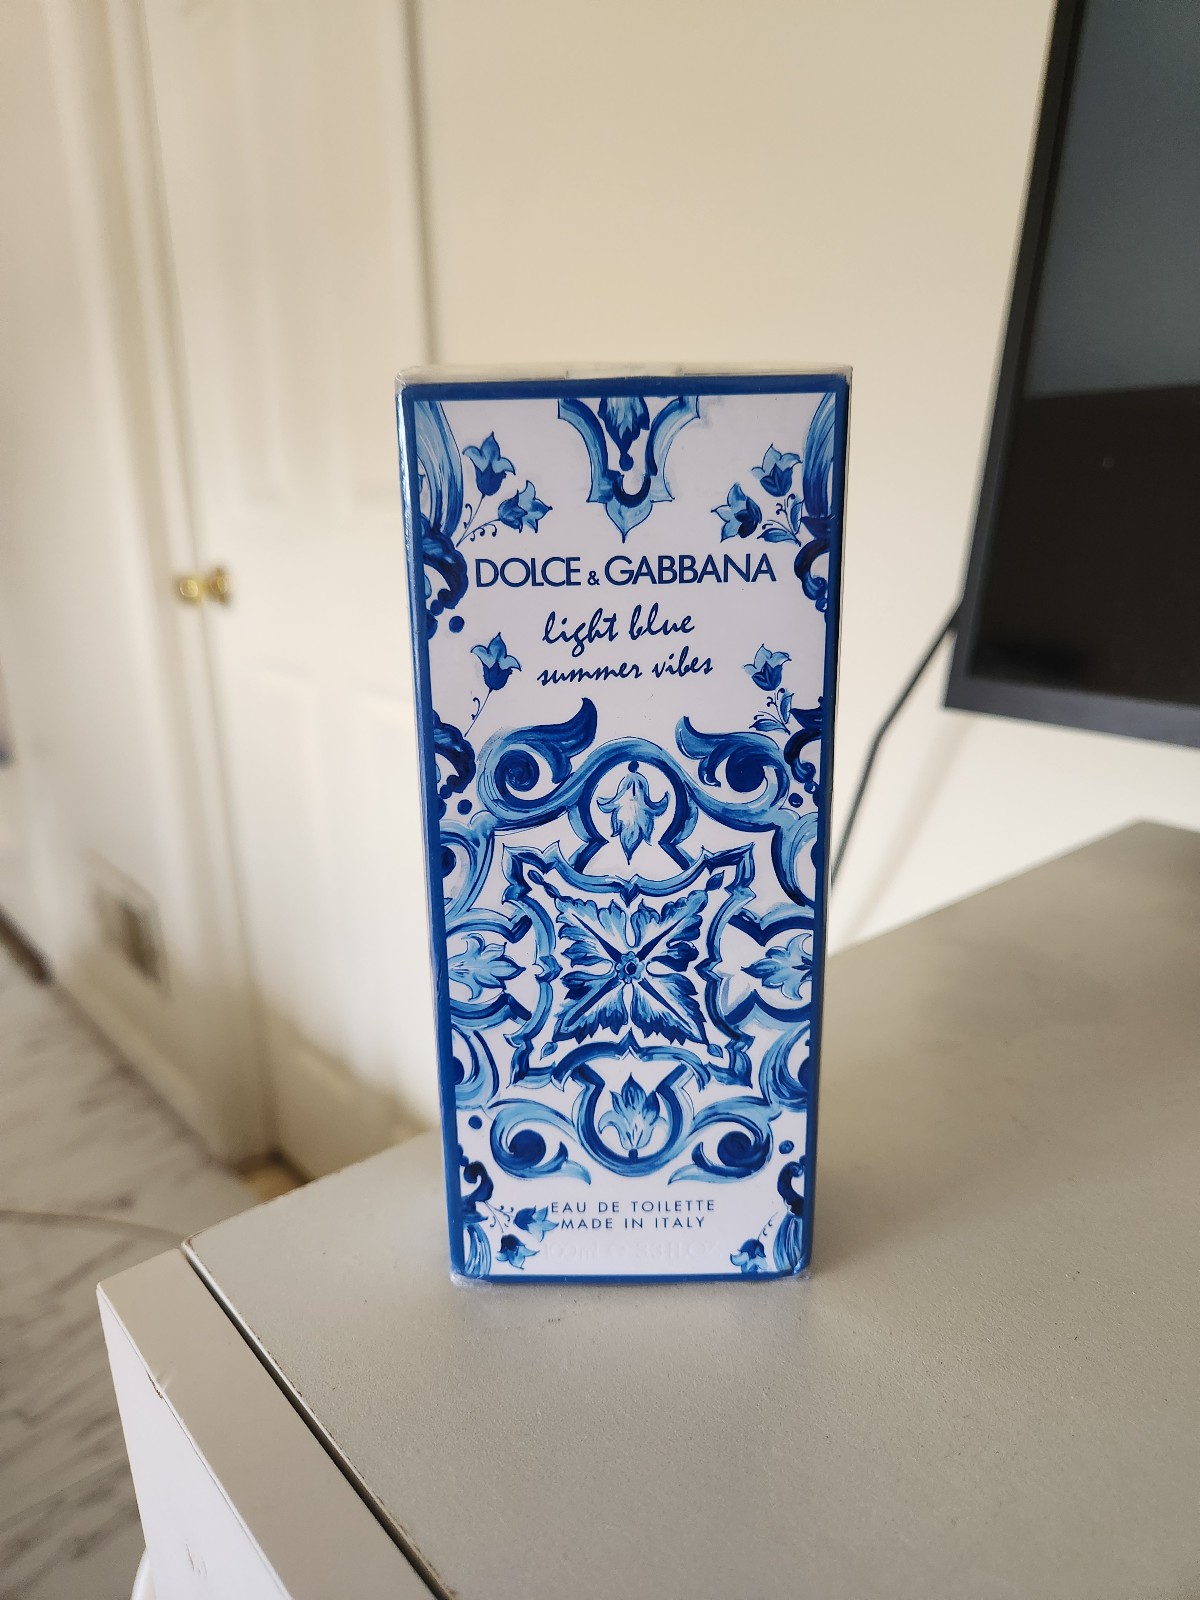 DOLCE & GABBANA
light blue
summer vibes
EAU DE TOILETTE
MADE IN ITALY